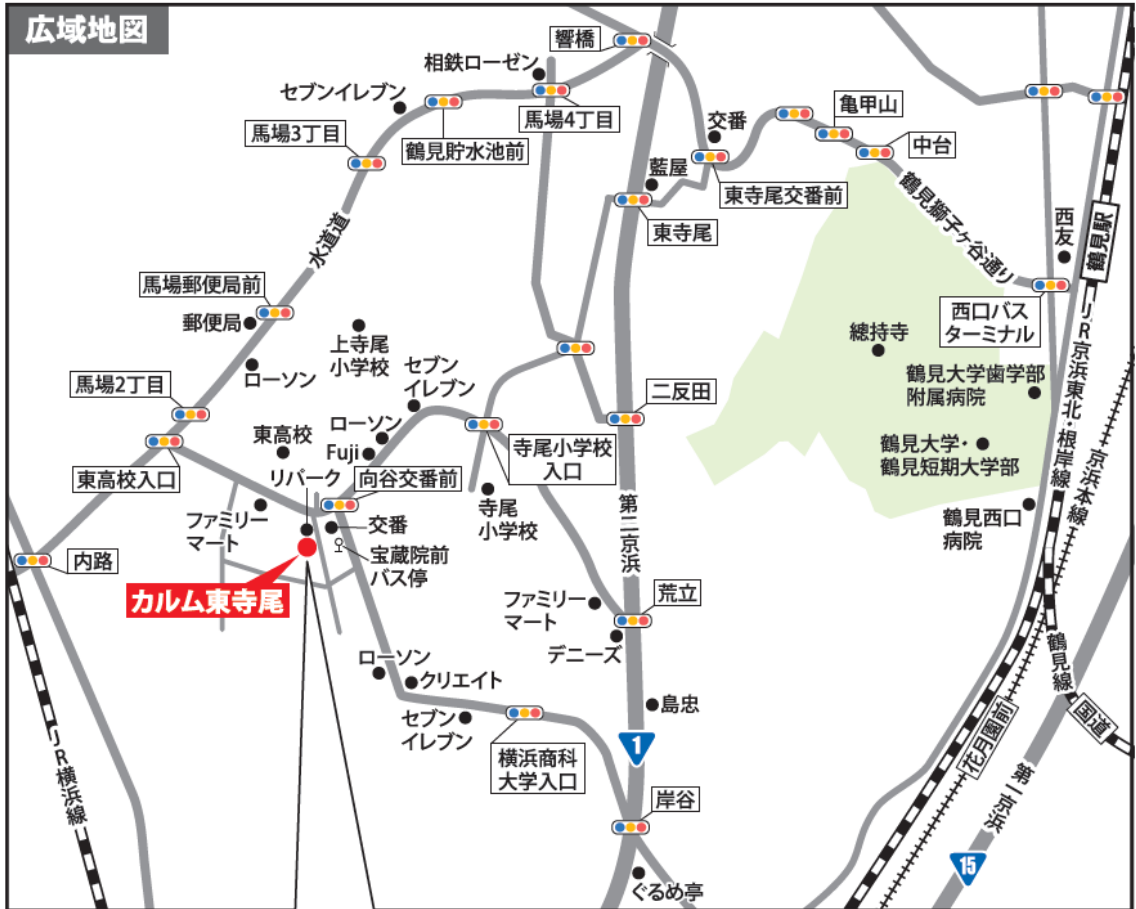 広域地図
響橋
相鉄ローゼン
セブンイレブン
馬場4丁目
鶴見貯水池前
馬場3丁目
交番
亀甲山
中台
藍屋
東寺尾交番前
東寺尾
鶴見獅子ヶ谷通り
西友
鶴見駅
水道道
馬場郵便局前
郵便局
西口バス
ターミナル
JR京浜東北・根岸線
京浜本線
上寺尾
小学校
ローソン
總持寺
セブン
イレブン
鶴見大学歯学部
附属病院
馬場2丁目
二反田
ローソン
東高校
Fuji
寺尾小学校
入口
鶴見大学・
鶴見短期大学部
東高校入口
リバーク
向谷交番前
寺尾
小学校
第二京浜
鶴見西口
病院
ファミリー
マート
交番
宝蔵院前
バス停
内路
カルム東寺尾
ファミリー
マート
荒立
デニーズ
鶴見線
ローソン
クリエイト
島忠
国道
セブン
イレブン
1
花月園前
横浜商科
大学入口
JR横浜線
岸谷
第一京浜
15
ぐるめ亭